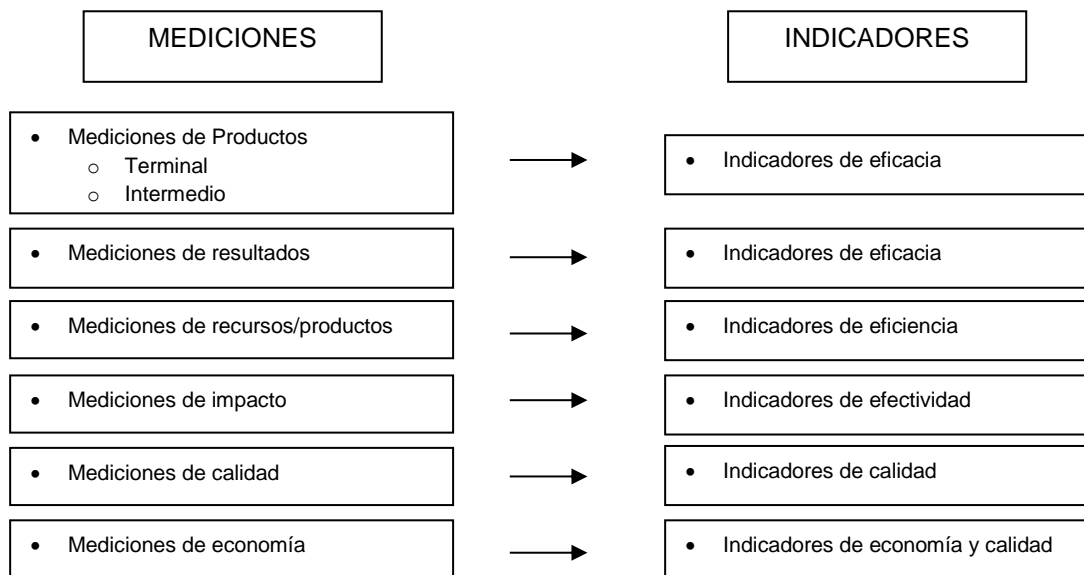 MEDICIONES
INDICADORES
• Mediciones de Productos
o Terminal
o Intermedio
• Indicadores de eficacia
• Mediciones de resultados
• Indicadores de eficacia
• Mediciones de recursos/productos
• Indicadores de eficiencia
• Mediciones de impacto
• Indicadores de efectividad
• Mediciones de calidad
• Indicadores de calidad
• Mediciones de economía
• Indicadores de economía y calidad